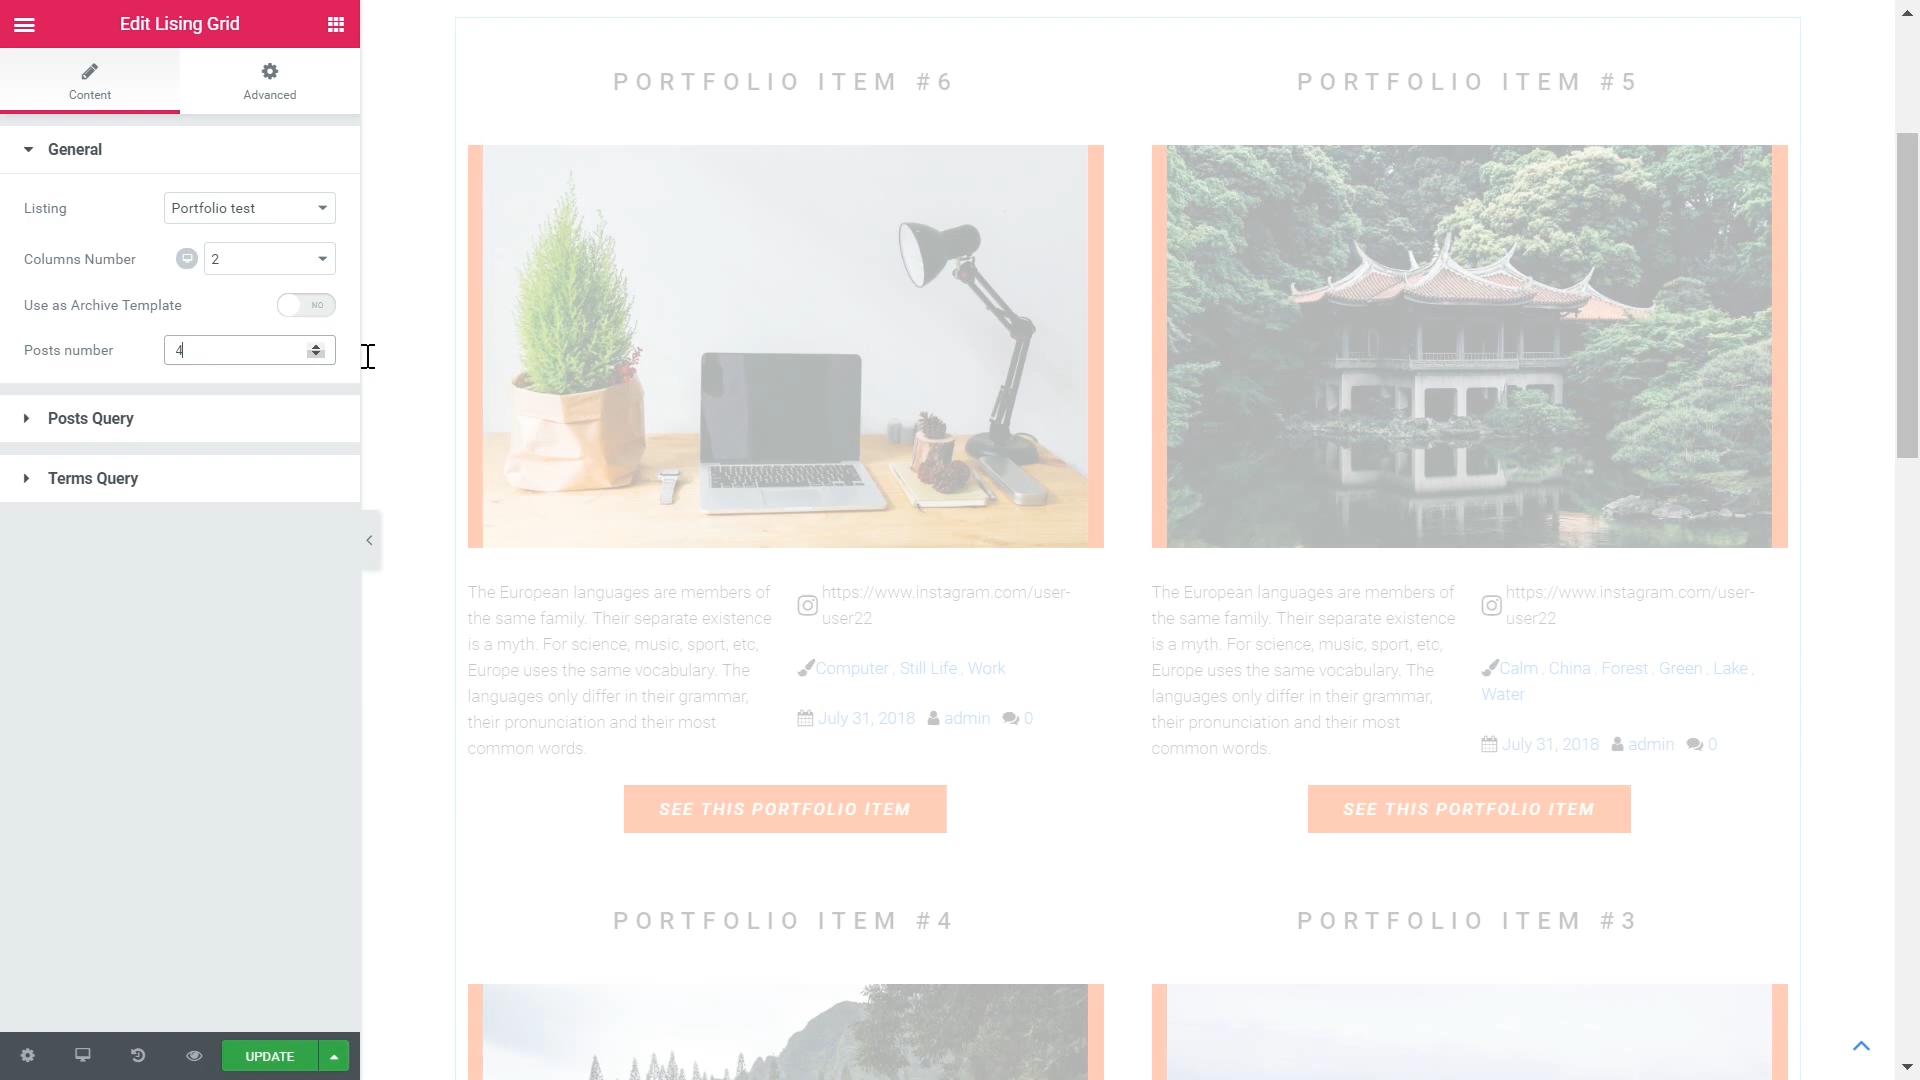 Edit Lising Grid
Content
Advanced
General
Listing
Portfolio test
Columns Number
2
Use as Archive Template
NO
Posts number
4
Posts Query
Terms Query
UPDATE
PORTFOLIO ITEM #6
The European languages are members of
the same family. Their separate existence
is a myth. For science, music, sport, etc,
Europe uses the same vocabulary. The
languages only differ in their grammar,
their pronunciation and their most
common words.
https://www.instagram.com/user-
user22
Computer , Still Life , Work
July 31, 2018 admin 0
SEE THIS PORTFOLIO ITEM
PORTFOLIO ITEM #5
The European languages are members of
the same family. Their separate existence
is a myth. For science, music, sport, etc,
Europe uses the same vocabulary. The
languages only differ in their grammar,
their pronunciation and their most
common words.
https://www.instagram.com/user-
user22
Calm , China , Forest , Green , Lake ,
Water
July 31, 2018 admin 0
SEE THIS PORTFOLIO ITEM
PORTFOLIO ITEM #4
PORTFOLIO ITEM #3